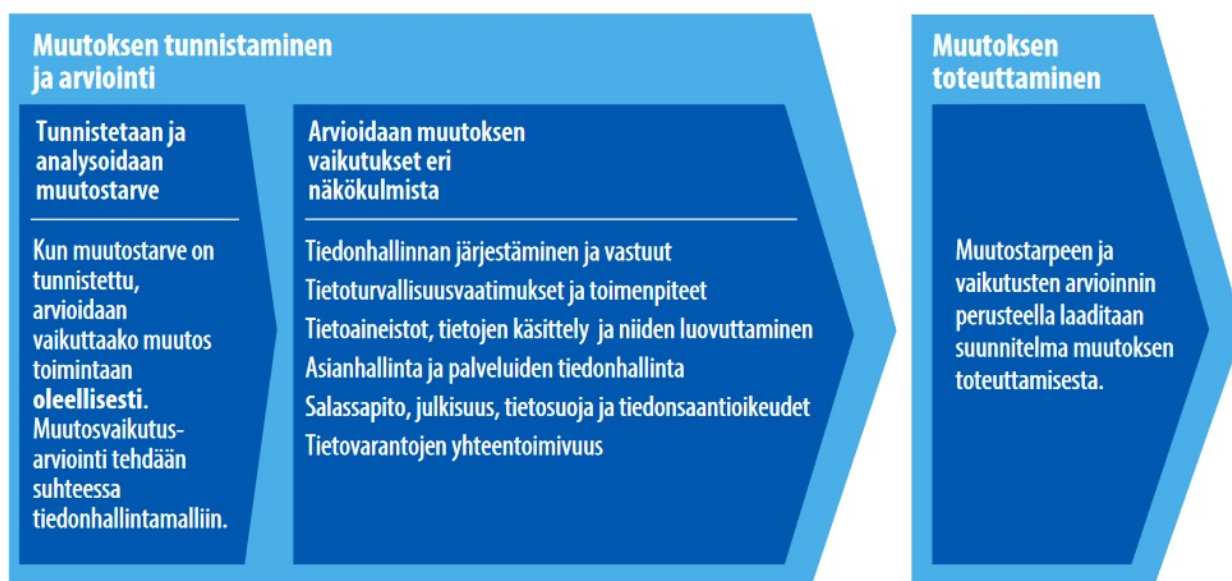 Muutoksen tunnistaminen
ja arviointi
Tunnistetaan ja
analysoidaan
muutostarve
Kun muutostarve on
tunnistettu,
arvioidaan
vaikuttaako muutos
toimintaan
oleellisesti.
Muutosvaikutus-
arviointi tehdään
suhteessa
tiedonhallintamalliin.
Arvioidaan muutoksen
vaikutukset eri
näkökulmista
Tiedonhallinnan järjestäminen ja vastuut
Tietoturvallisuusvaatimukset ja toimenpiteet
Tietoaineistot, tietojen käsittely ja niiden luovuttaminen
Asianhallinta ja palveluiden tiedonhallinta
Salassapito, julkisuus, tietosuoja ja tiedonsaantioikeudet
Tietovarantojen yhteentoimivuus
Muutoksen
toteuttaminen
Muutostarpeen ja
vaikutusten arvioinnin
perusteella laaditaan
suunnitelma muutoksen
toteuttamisesta.